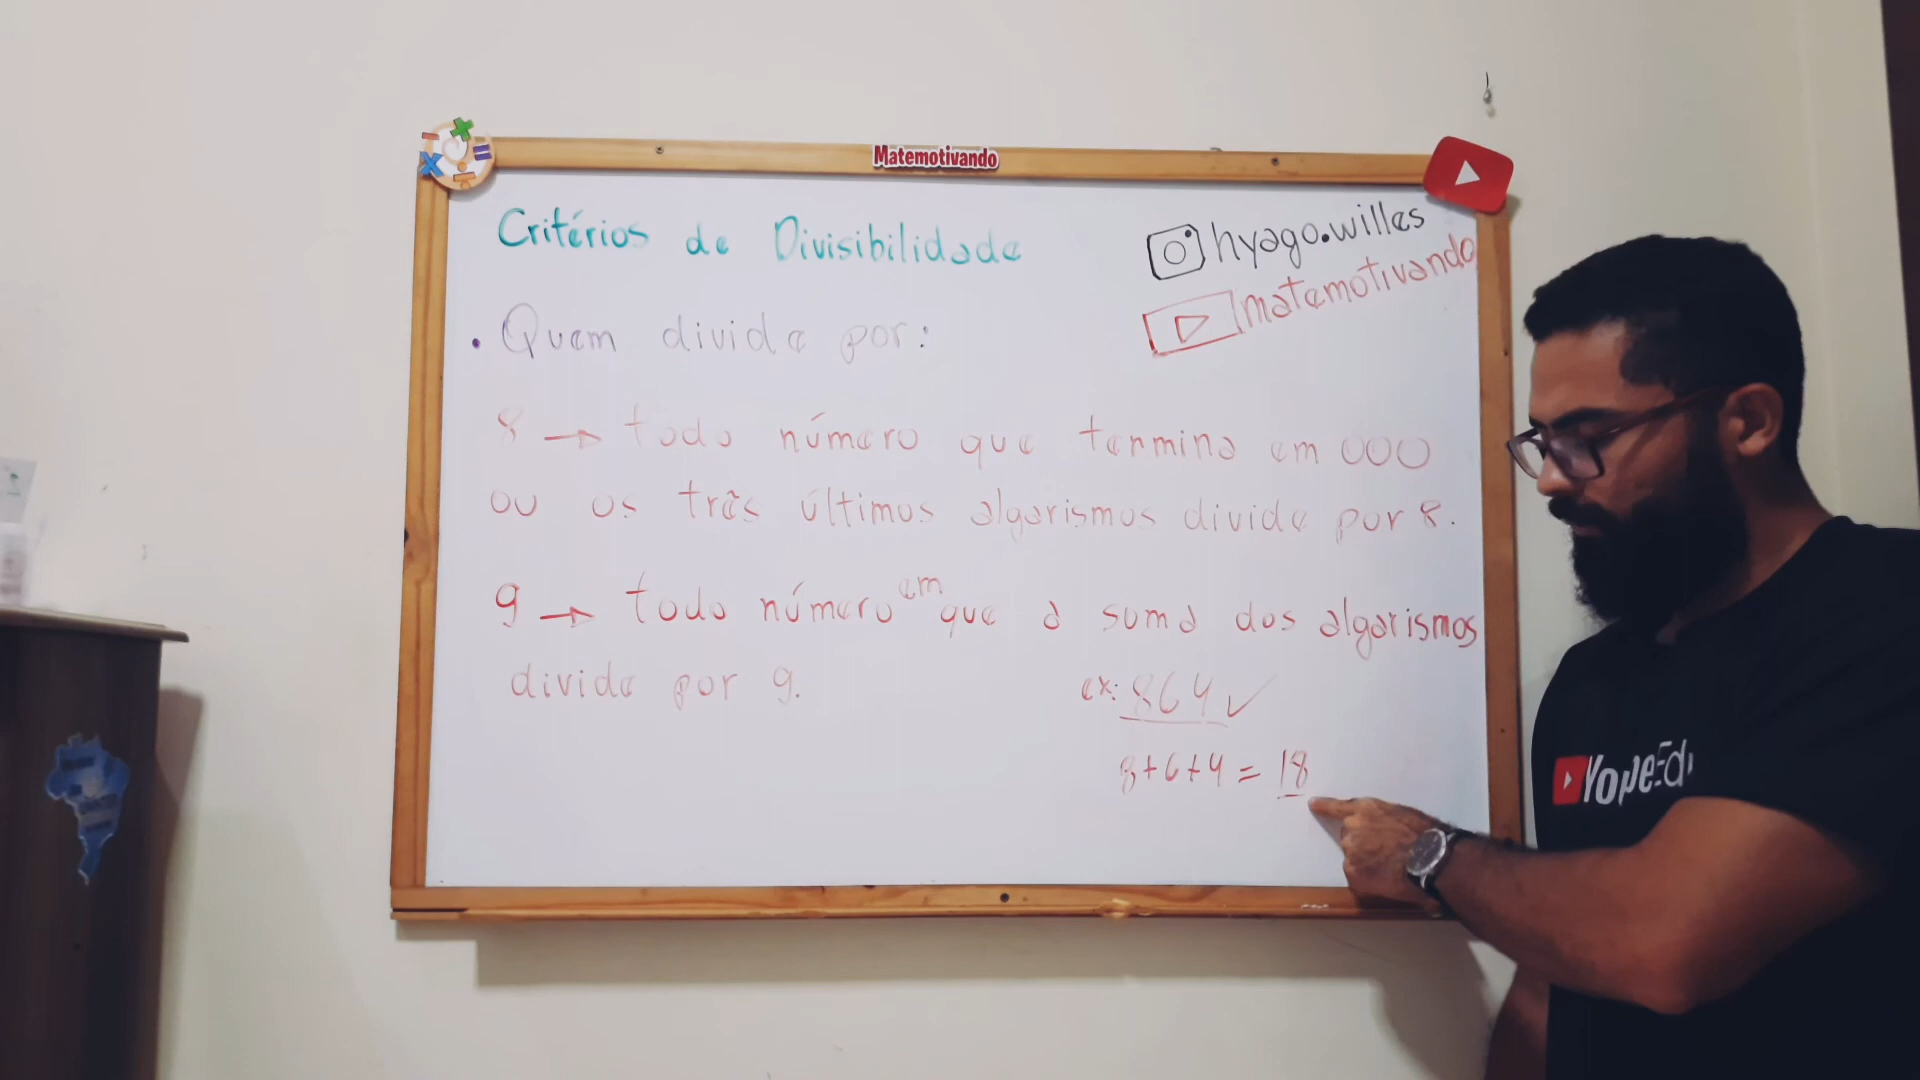 Matemotivando
Critérios de Divisibilidade
hyago.willes
matemotivando
• Quem divide por:
8 → todo número que termina em 000
ou os três últimos algarismos divide por 8.
9 → todo número em que a soma dos algarismos
divide por 9.
ex: 864 ✓
8+6+4 = 18
YopeEdu